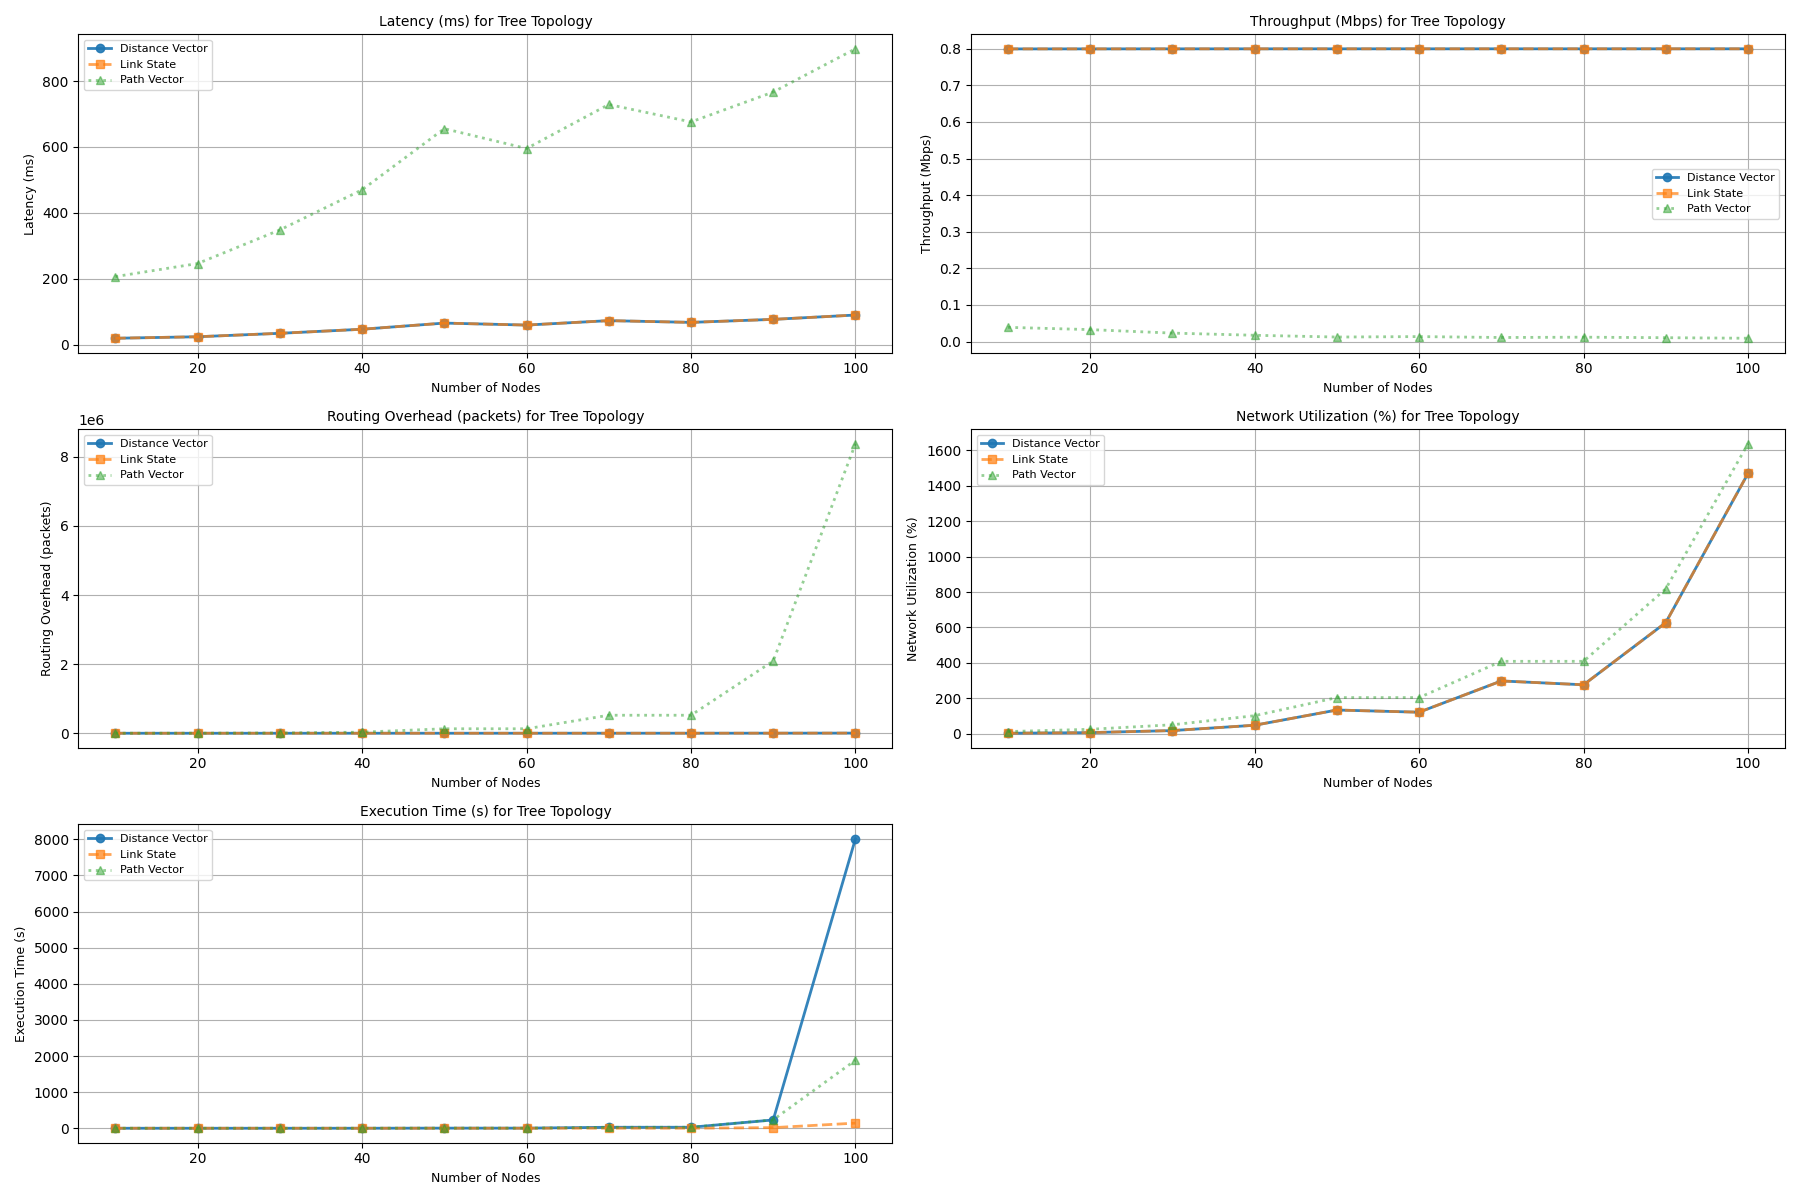 Latency (ms) for Tree Topology
Latency (ms)
800
600
400
200
0
Distance Vector
Link State
Path Vector
20
40
60
80
100
Number of Nodes
Throughput (Mbps) for Tree Topology
Throughput (Mbps)
0.8
0.7
0.6
0.5
0.4
0.3
0.2
0.1
0.0
Distance Vector
Link State
Path Vector
20
40
60
80
100
Number of Nodes
Routing Overhead (packets) for Tree Topology
1e6
Routing Overhead (packets)
8
6
4
2
0
Distance Vector
Link State
Path Vector
20
40
60
80
100
Number of Nodes
Network Utilization (%) for Tree Topology
Network Utilization (%)
1600
1400
1200
1000
800
600
400
200
0
Distance Vector
Link State
Path Vector
20
40
60
80
100
Number of Nodes
Execution Time (s) for Tree Topology
Execution Time (s)
8000
7000
6000
5000
4000
3000
2000
1000
0
Distance Vector
Link State
Path Vector
20
40
60
80
100
Number of Nodes